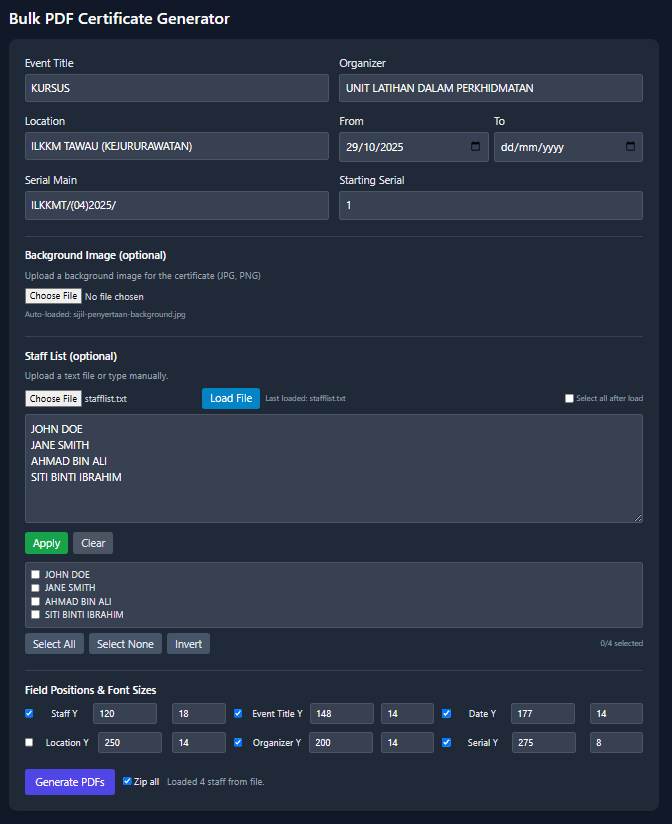 Bulk PDF Certificate Generator
Event Title
Organizer
KURSUS
UNIT LATIHAN DALAM PERKHIDMATAN
Location
From
To
ILKKM TAWAU (KEJURURAWATAN)
29/10/2025
dd/mm/yyyy
Serial Main
Starting Serial
ILKKMT/(04)2025/
1
Background Image (optional)
Upload a background image for the certificate (JPG, PNG)
Choose File No file chosen
Auto-loaded: sijil-penyertaan-background.jpg
Staff List (optional)
Upload a text file or type manually.
Choose File stafflist.txt
Load File
Last loaded: stafflist.txt
Select all after load
JOHN DOE
JANE SMITH
AHMAD BIN ALI
SITI BINTI IBRAHIM
Apply
Clear
JOHN DOE
JANE SMITH
AHMAD BIN ALI
SITI BINTI IBRAHIM
Select All
Select None
Invert
0/4 selected
Field Positions & Font Sizes
Staff Y 120 18 Event Title Y 148 14 Date Y 177 14
Location Y 250 14 Organizer Y 200 14 Serial Y 275 8
Generate PDFs
Zip all
Loaded 4 staff from file.